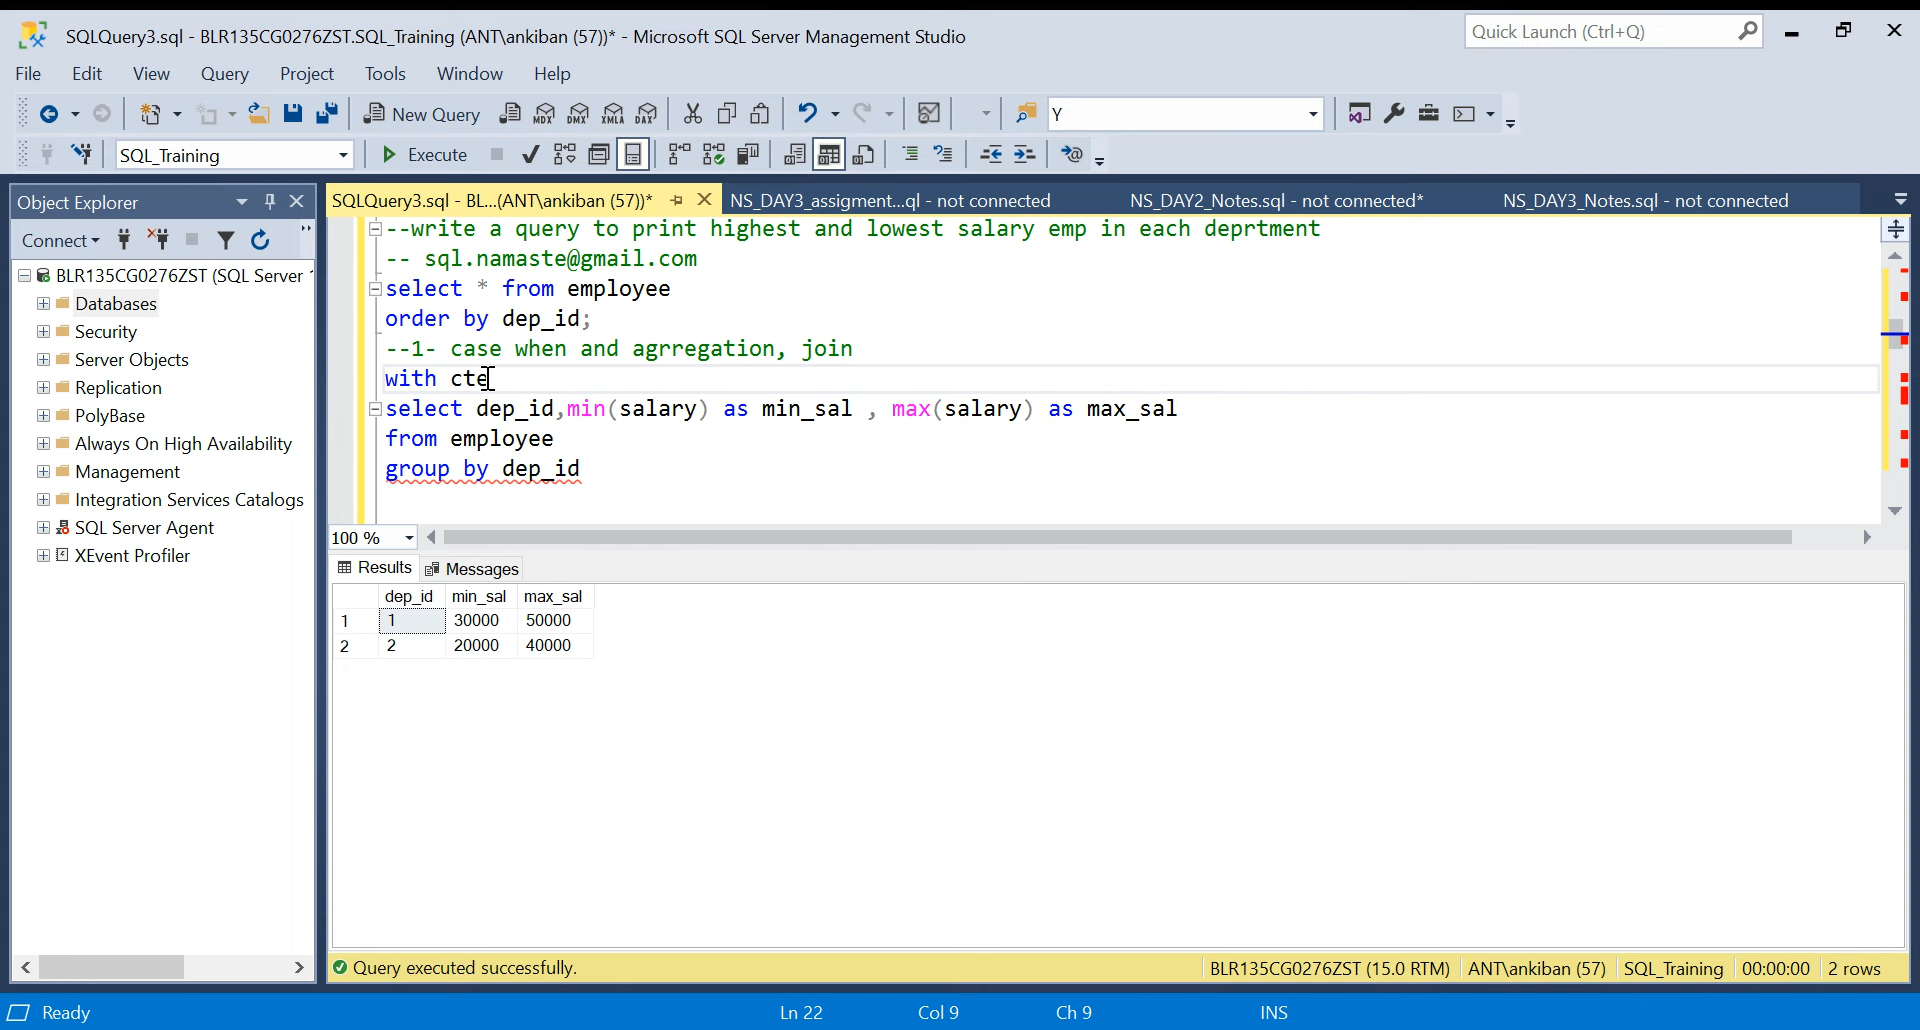 SQLQuery3.sql - BLR135CG0276ZST.SQL_Training (ANT\ankiban (57))* - Microsoft SQL Server Management Studio
Quick Launch (Ctrl+Q)
File Edit View Query Project Tools Window Help
New Query MDX DMX XMLA DAX Y
SQL_Training Execute
Object Explorer
SQLQuery3.sql - BL...(ANT\ankiban (57))* NS_DAY3_assigment...ql - not connected NS_DAY2_Notes.sql - not connected* NS_DAY3_Notes.sql - not connected
Connect
BLR135CG0276ZST (SQL Server
Databases
Security
Server Objects
Replication
PolyBase
Always On High Availability
Management
Integration Services Catalogs
SQL Server Agent
XEvent Profiler
--write a query to print highest and lowest salary emp in each deprtment
-- sql.namaste@gmail.com
select * from employee
order by dep_id;
--1- case when and agrregation, join
with cte
select dep_id,min(salary) as min_sal , max(salary) as max_sal
from employee
group by dep_id
100 %
Results Messages
dep_id min_sal max_sal
1 1 30000 50000
2 2 20000 40000
Query executed successfully. BLR135CG0276ZST (15.0 RTM) ANT\ankiban (57) SQL_Training 00:00:00 2 rows
Ready Ln 22 Col 9 Ch 9 INS